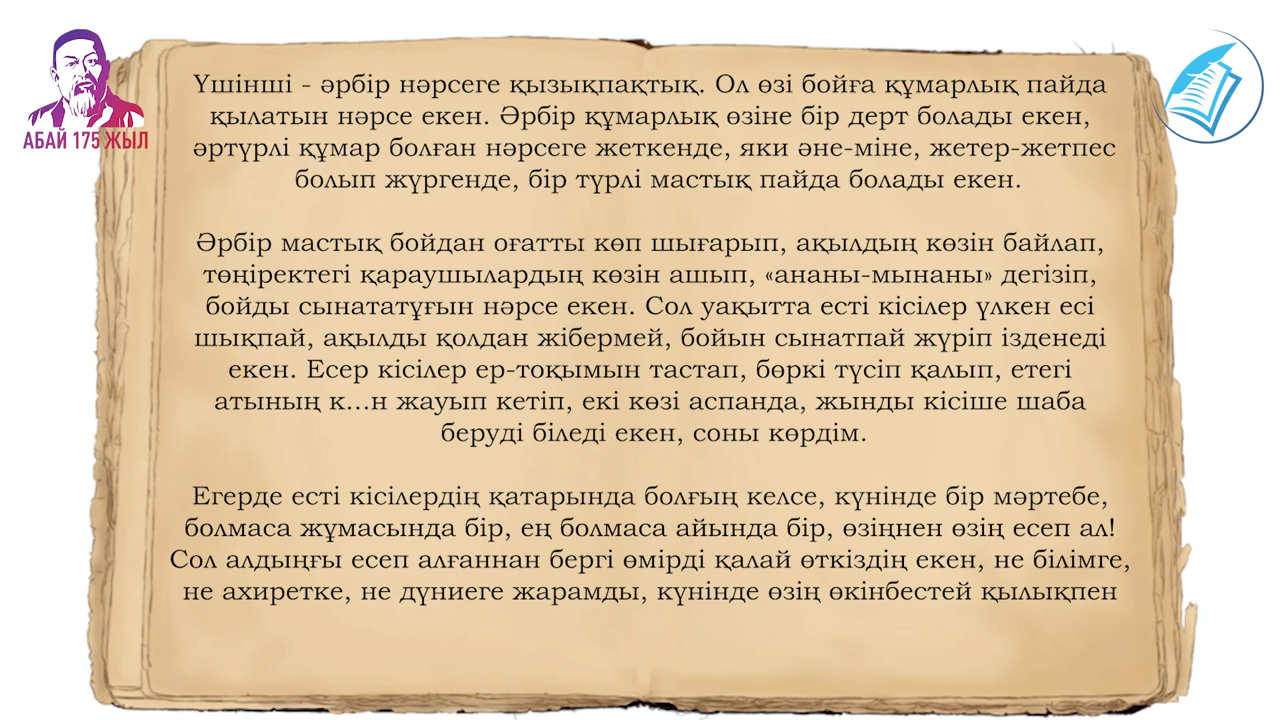 АБАЙ 175 ЖЫЛ
Үшінші - әрбір нәрсеге қызықпақтық. Ол өзі бойға құмарлық пайда
қылатын нәрсе екен. Әрбір құмарлық өзіне бір дерт болады екен,
әртүрлі құмар болған нәрсеге жеткенде, яки әне-міне, жетер-жетпес
болып жүргенде, бір түрлі мастық пайда болады екен.
Әрбір мастық бойдан оғатты көп шығарып, ақылдың көзін байлап,
төңіректегі қараушылардың көзін ашып, «ананы-мынаны» дегізіп,
бойды сынататұғын нәрсе екен. Сол уақытта есті кісілер үлкен есі
шықпай, ақылды қолдан жібермей, бойын сынатпай жүріп ізденеді
екен. Есер кісілер ер-тоқымын тастап, бөркі түсіп қалып, етегі
атының к...н жауып кетіп, екі көзі аспанда, жынды кісіше шаба
беруді біледі екен, соны көрдім.
Егерде есті кісілердің қатарында болғың келсе, күнінде бір мәртебе,
болмаса жұмасында бір, ең болмаса айында бір, өзіңнен өзің есеп ал!
Сол алдыңғы есеп алғаннан бергі өмірді қалай өткіздің екен, не білімге,
не ахиретке, не дүниеге жарамды, күнінде өзің өкінбестей қылықпен